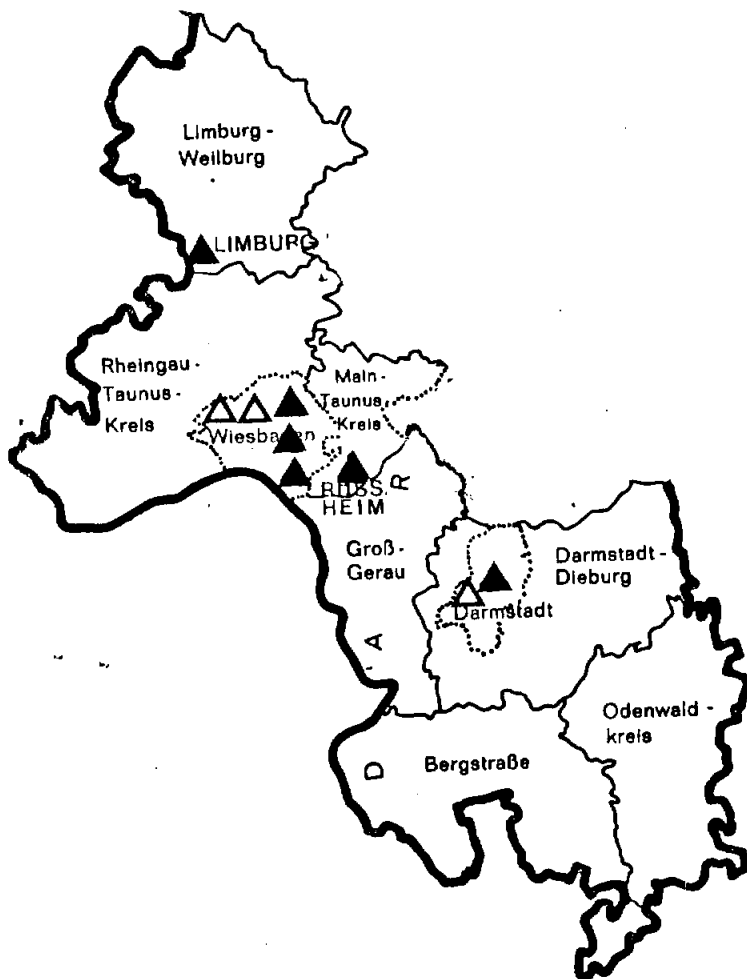 Limburg-
Weilburg
LIMBURG
Rheingau-
Taunus-
Kreis
Main-
Taunus
Kreis
Wiesbaden
RÜSS.
HEIM
R
Groß-
Gerau
Darmstadt-
Dieburg
Darmstadt
A
Odenwald-
kreis
D
Bergstraße